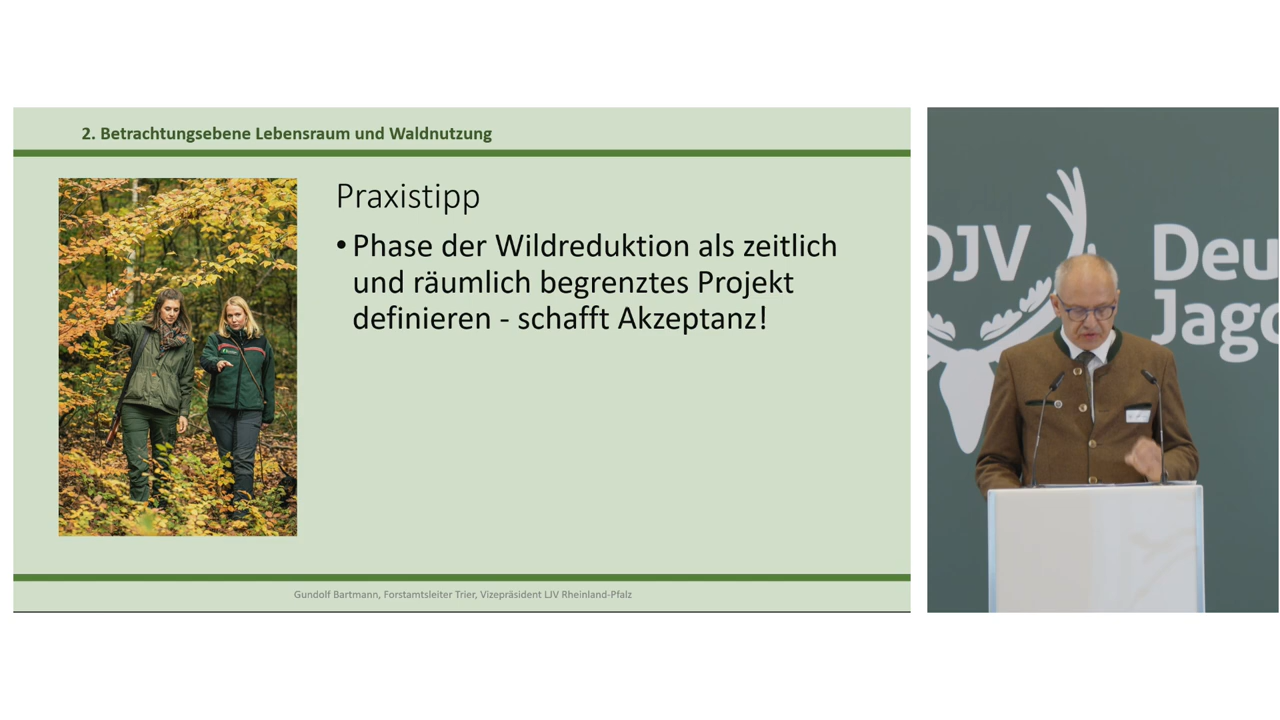 2. Betrachtungsebene Lebensraum und Waldnutzung
Praxistipp
• Phase der Wildreduktion als zeitlich
und räumlich begrenztes Projekt
definieren - schafft Akzeptanz!
Gundolf Bartmann, Forstamtsleiter Trier, Vizepräsident LJV Rheinland-Pfalz
DJV
Deu
Jagd